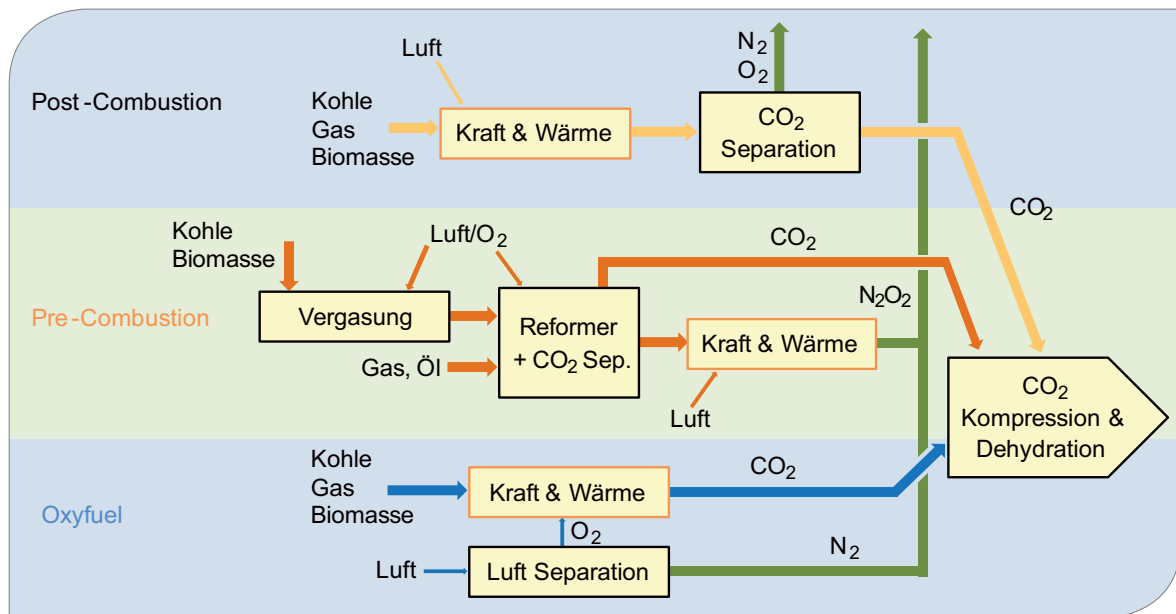 Post-Combustion
Luft
Kohle
Gas
Biomasse
Kraft & Wärme
CO₂
Separation
N₂
O₂
CO₂
Pre-Combustion
Kohle
Biomasse
Luft/O₂
Vergasung
Gas, Öl
Reformer
+ CO₂ Sep.
CO₂
Kraft & Wärme
Luft
N₂O₂
CO₂
Kompression &
Dehydration
Oxyfuel
Kohle
Gas
Biomasse
Kraft & Wärme
CO₂
O₂
Luft
Luft Separation
N₂